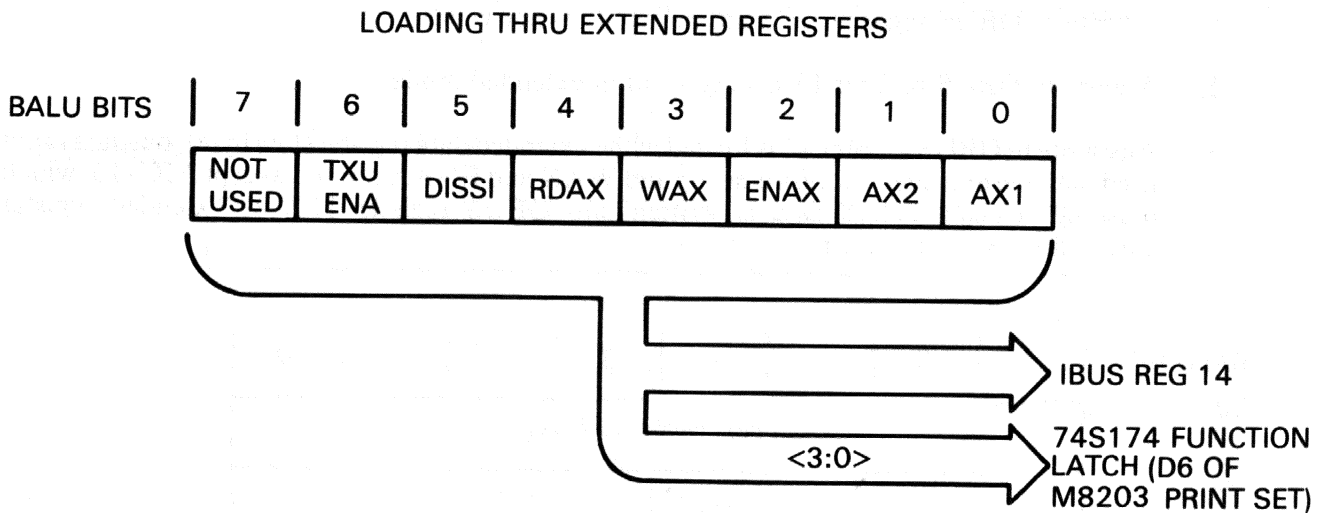 LOADING THRU EXTENDED REGISTERS
BALU BITS 7 6 5 4 3 2 1 0
NOT USED TXU ENA DISSI RDAX WAX ENAX AX2 AX1
IBUS REG 14
<3:0>
74S174 FUNCTION
LATCH (D6 OF
M8203 PRINT SET)